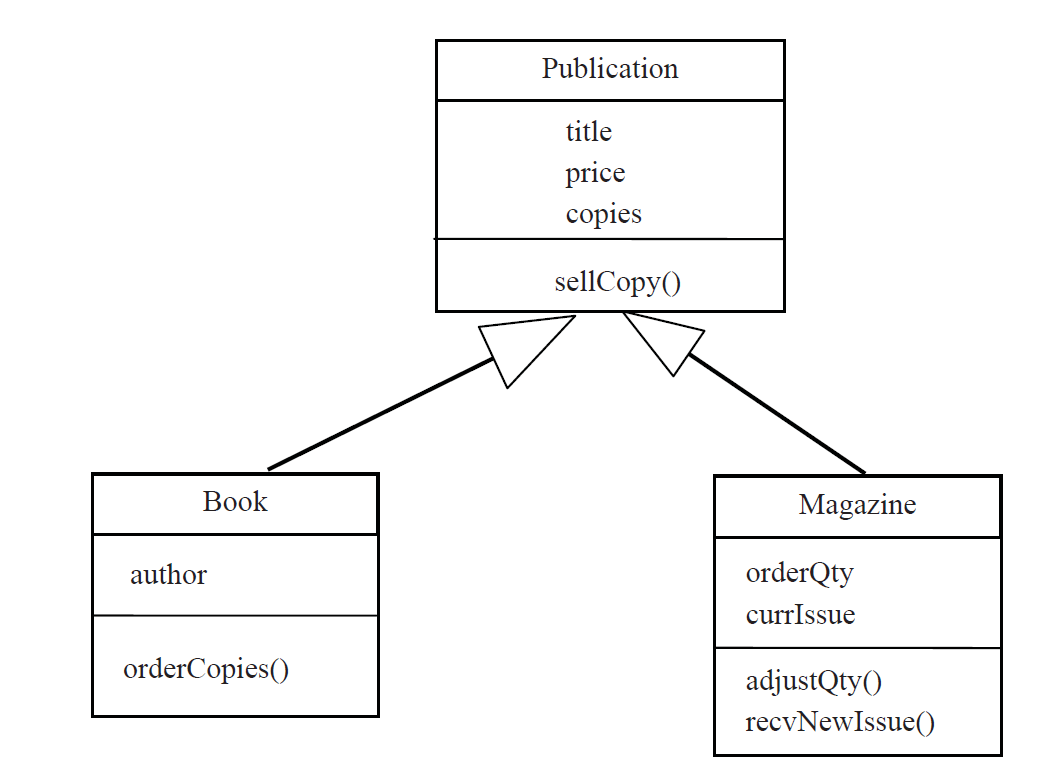 Publication
title
price
copies
sellCopy()
Book
author
orderCopies()
Magazine
orderQty
currIssue
adjustQty()
recvNewIssue()